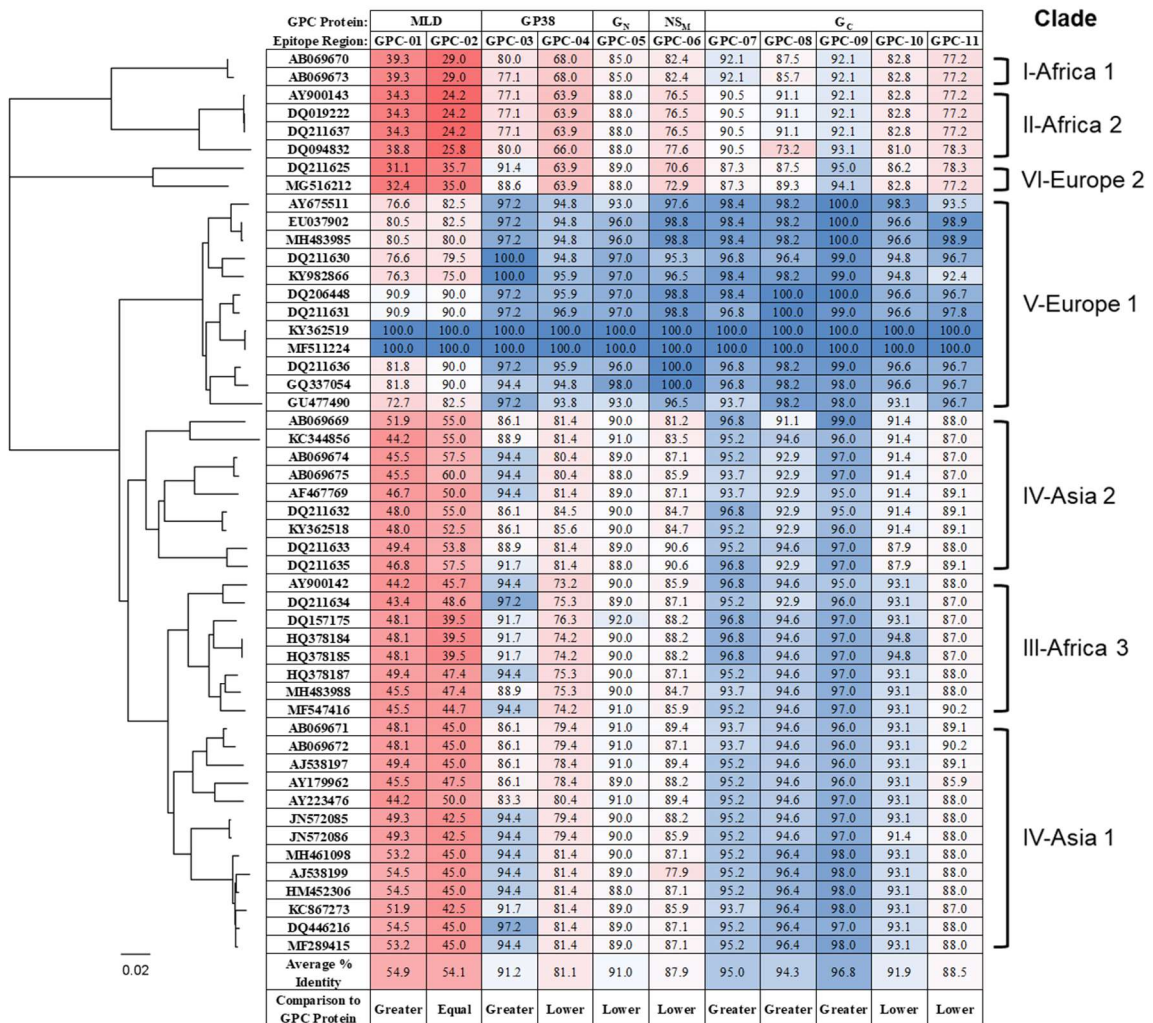 GPC Protein: MLD GP38 G_N NS_M G_C Clade
Epitope Region: GPC-01 GPC-02 GPC-03 GPC-04 GPC-05 GPC-06 GPC-07 GPC-08 GPC-09 GPC-10 GPC-11
AB069670 39.3 29.0 80.0 68.0 85.0 82.4 92.1 87.5 92.1 82.8 77.2
I-Africa 1
AB069673 39.3 29.0 77.1 68.0 85.0 82.4 92.1 85.7 92.1 82.8 77.2
AY900143 34.3 24.2 77.1 63.9 88.0 76.5 90.5 91.1 92.1 82.8 77.2
DQ019222 34.3 24.2 77.1 63.9 88.0 76.5 90.5 91.1 92.1 82.8 77.2
II-Africa 2
DQ211637 34.3 24.2 77.1 63.9 88.0 76.5 90.5 91.1 92.1 82.8 77.2
DQ094832 38.8 25.8 80.0 66.0 88.0 77.6 90.5 73.2 93.1 81.0 78.3
DQ211625 31.1 35.7 91.4 63.9 89.0 70.6 87.3 87.5 95.0 86.2 78.3
VI-Europe 2
MG516212 32.4 35.0 88.6 63.9 88.0 72.9 87.3 89.3 94.1 82.8 77.2
AY675511 76.6 82.5 97.2 94.8 93.0 97.6 98.4 98.2 100.0 98.3 93.5
EU037902 80.5 82.5 97.2 94.8 96.0 98.8 98.4 98.2 100.0 96.6 98.9
MH483985 80.5 80.0 97.2 94.8 96.0 98.8 98.4 98.2 100.0 96.6 98.9
DQ211630 76.6 79.5 100.0 94.8 97.0 95.3 96.8 96.4 99.0 94.8 96.7
KY982866 76.3 75.0 100.0 95.9 97.0 96.5 98.4 98.2 99.0 94.8 92.4
DQ206448 90.9 90.0 97.2 95.9 97.0 98.8 98.4 100.0 100.0 96.6 96.7
V-Europe 1
DQ211631 90.9 90.0 97.2 96.9 97.0 98.8 96.8 100.0 99.0 96.6 97.8
KY362519 100.0 100.0 100.0 100.0 100.0 100.0 100.0 100.0 100.0 100.0 100.0
MF511224 100.0 100.0 100.0 100.0 100.0 100.0 100.0 100.0 100.0 100.0 100.0
DQ211636 81.8 90.0 97.2 95.9 96.0 100.0 96.8 98.2 99.0 96.6 96.7
GQ337054 81.8 90.0 94.4 94.8 98.0 100.0 96.8 98.2 98.0 96.6 96.7
GU477490 72.7 82.5 97.2 93.8 93.0 96.5 93.7 98.2 98.0 93.1 96.7
AB069669 51.9 55.0 86.1 81.4 90.0 81.2 96.8 91.1 99.0 91.4 88.0
KC344856 44.2 55.0 88.9 81.4 91.0 83.5 95.2 94.6 96.0 91.4 87.0
AB069674 45.5 57.5 94.4 80.4 89.0 87.1 95.2 92.9 97.0 91.4 87.0
AB069675 45.5 60.0 94.4 80.4 88.0 85.9 93.7 92.9 97.0 91.4 87.0
AF467769 46.7 50.0 94.4 81.4 89.0 87.1 93.7 92.9 95.0 91.4 89.1
IV-Asia 2
DQ211632 48.0 55.0 86.1 84.5 90.0 84.7 96.8 92.9 95.0 91.4 89.1
KY362518 48.0 52.5 86.1 85.6 90.0 84.7 95.2 92.9 96.0 91.4 89.1
DQ211633 49.4 53.8 88.9 81.4 89.0 90.6 95.2 94.6 97.0 87.9 88.0
DQ211635 46.8 57.5 91.7 81.4 88.0 90.6 96.8 92.9 97.0 87.9 89.1
AY900142 44.2 45.7 94.4 73.2 90.0 85.9 96.8 94.6 95.0 93.1 88.0
DQ211634 43.4 48.6 97.2 75.3 89.0 87.1 95.2 92.9 96.0 93.1 87.0
DQ157175 48.1 39.5 91.7 76.3 92.0 88.2 96.8 94.6 97.0 93.1 87.0
HQ378184 48.1 39.5 91.7 74.2 90.0 88.2 96.8 94.6 97.0 94.8 87.0
III-Africa 3
HQ378185 48.1 39.5 91.7 74.2 90.0 88.2 96.8 94.6 97.0 94.8 87.0
HQ378187 49.4 47.4 94.4 75.3 90.0 87.1 95.2 94.6 97.0 93.1 88.0
MH483988 45.5 47.4 88.9 75.3 90.0 84.7 93.7 94.6 97.0 93.1 88.0
MF547416 45.5 44.7 94.4 74.2 91.0 85.9 95.2 94.6 97.0 93.1 90.2
AB069671 48.1 45.0 86.1 79.4 91.0 89.4 93.7 94.6 96.0 93.1 89.1
AB069672 48.1 45.0 86.1 79.4 91.0 87.1 93.7 94.6 96.0 93.1 90.2
AJ538197 49.4 45.0 86.1 78.4 91.0 89.4 95.2 94.6 96.0 93.1 89.1
AY179962 45.5 47.5 86.1 78.4 89.0 88.2 95.2 94.6 96.0 93.1 85.9
AY223476 44.2 50.0 83.3 80.4 91.0 89.4 95.2 94.6 97.0 93.1 88.0
JN572085 49.3 42.5 94.4 79.4 90.0 88.2 95.2 94.6 97.0 93.1 88.0
JN572086 49.3 42.5 94.4 79.4 90.0 85.9 95.2 94.6 97.0 91.4 88.0
IV-Asia 1
MH461098 53.2 45.0 94.4 81.4 90.0 87.1 95.2 96.4 98.0 93.1 88.0
AJ538199 54.5 45.0 94.4 81.4 89.0 77.9 95.2 96.4 98.0 93.1 88.0
HM452306 54.5 45.0 94.4 81.4 88.0 87.1 95.2 96.4 98.0 93.1 88.0
KC867273 51.9 42.5 91.7 81.4 89.0 85.9 93.7 96.4 98.0 93.1 87.0
DQ446216 54.5 45.0 97.2 81.4 89.0 87.1 95.2 96.4 97.0 93.1 88.0
MF289415 53.2 45.0 94.4 81.4 89.0 87.1 95.2 96.4 98.0 93.1 88.0
0.02
Average %
Identity 54.9 54.1 91.2 81.1 91.0 87.9 95.0 94.3 96.8 91.9 88.5
Comparison to
GPC Protein Greater Equal Greater Lower Lower Lower Lower Lower Lower Lower Lower